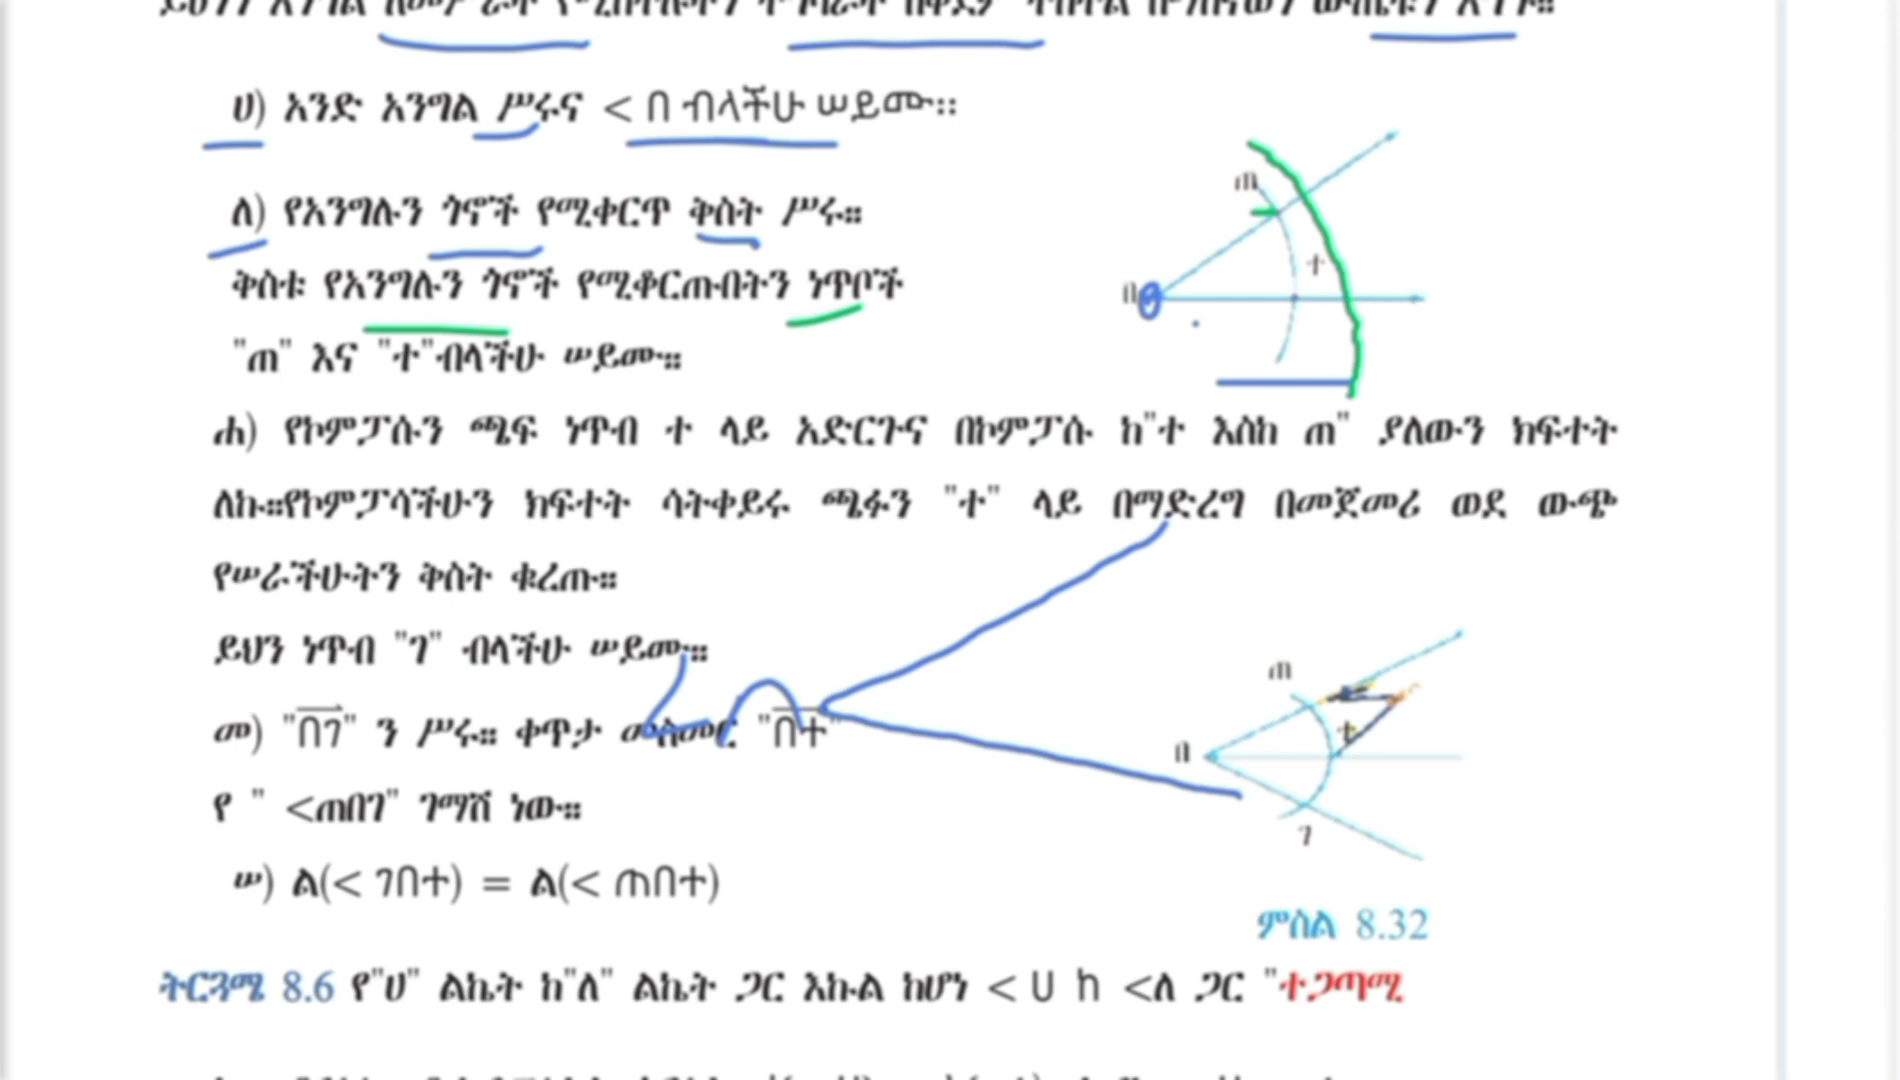 ሀ) አንድ አንግል ሥሩና < በ ብላችሁ ሠይሙ፡፡
ለ) የአንግሉን ጎኖች የሚቀርጥ ቅስት ሥሩ።
ቅስቱ የአንግሉን ጎኖች የሚቆርጡበትን ነጥቦች
"ጠ" እና "ተ"ብላችሁ ሠይሙ።
ጠ
ተ
በ
ሐ) የኮምፓሱን ጫፍ ነጥብ ተ ላይ አድርጉና በኮምፓሱ ከ"ተ እስከ ጠ" ያለውን ክፍተት
ለኩ።የኮምፓሳችሁን ክፍተት ሳትቀይሩ ጫፉን "ተ" ላይ በማድረግ በመጀመሪ ወደ ውጭ
የሠራችሁትን ቅስት ቁረጡ።
ይህን ነጥብ "ገ" ብላችሁ ሠይሙ።
መ) "በገ" ን ሥሩ። ቀጥታ መስመር "በተ"
የ " <ጠበገ" ገማሽ ነው።
ሠ) ል(< ገበተ) = ል(< ጠበተ)
ጠ
ተ
በ
ገ
ምስል 8.32
ትርጓሜ 8.6 የ"ሀ" ልኬት ከ"ለ" ልኬት ጋር እኩል ከሆነ < ሀ ከ <ለ ጋር "ተጋጣሚ